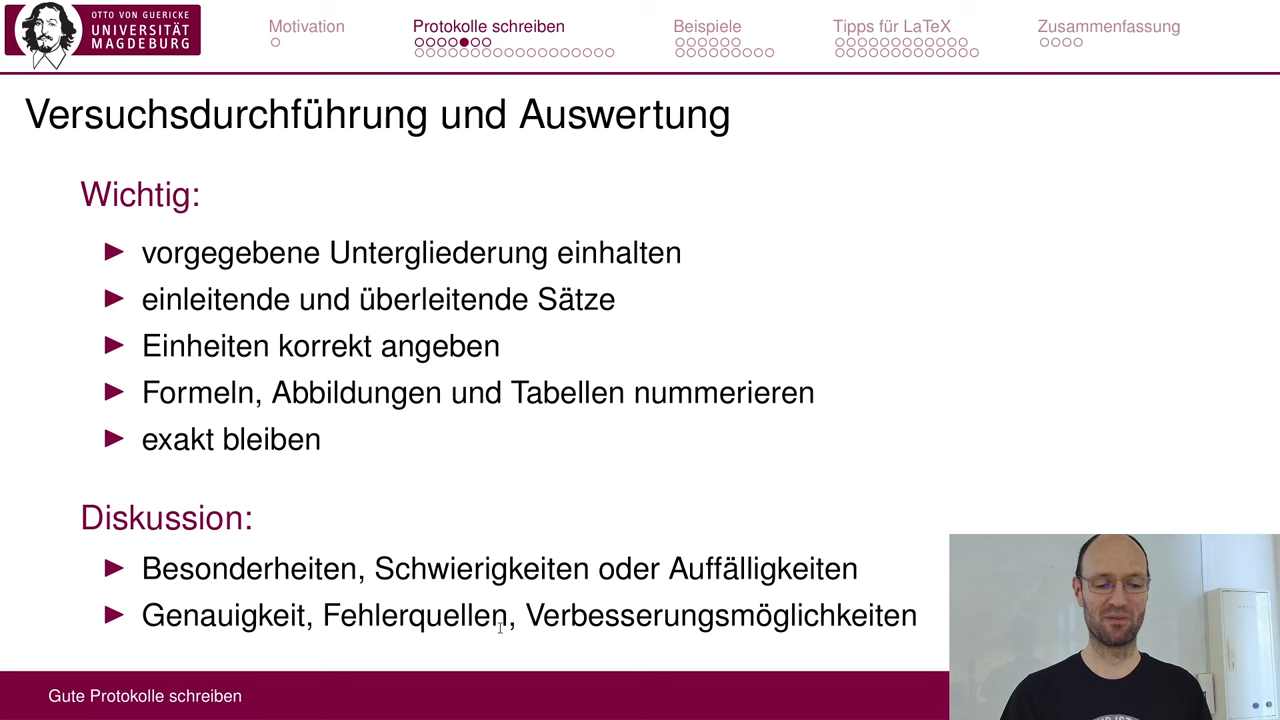 OTTO VON GUERICKE
UNIVERSITÄT
MAGDEBURG
Motivation
Protokolle schreiben
Beispiele
Tipps für LaTeX
Zusammenfassung
Versuchsdurchführung und Auswertung
Wichtig:
vorgegebene Untergliederung einhalten
einleitende und überleitende Sätze
Einheiten korrekt angeben
Formeln, Abbildungen und Tabellen nummerieren
exakt bleiben
Diskussion:
Besonderheiten, Schwierigkeiten oder Auffälligkeiten
Genauigkeit, Fehlerquellen, Verbesserungsmöglichkeiten
Gute Protokolle schreiben